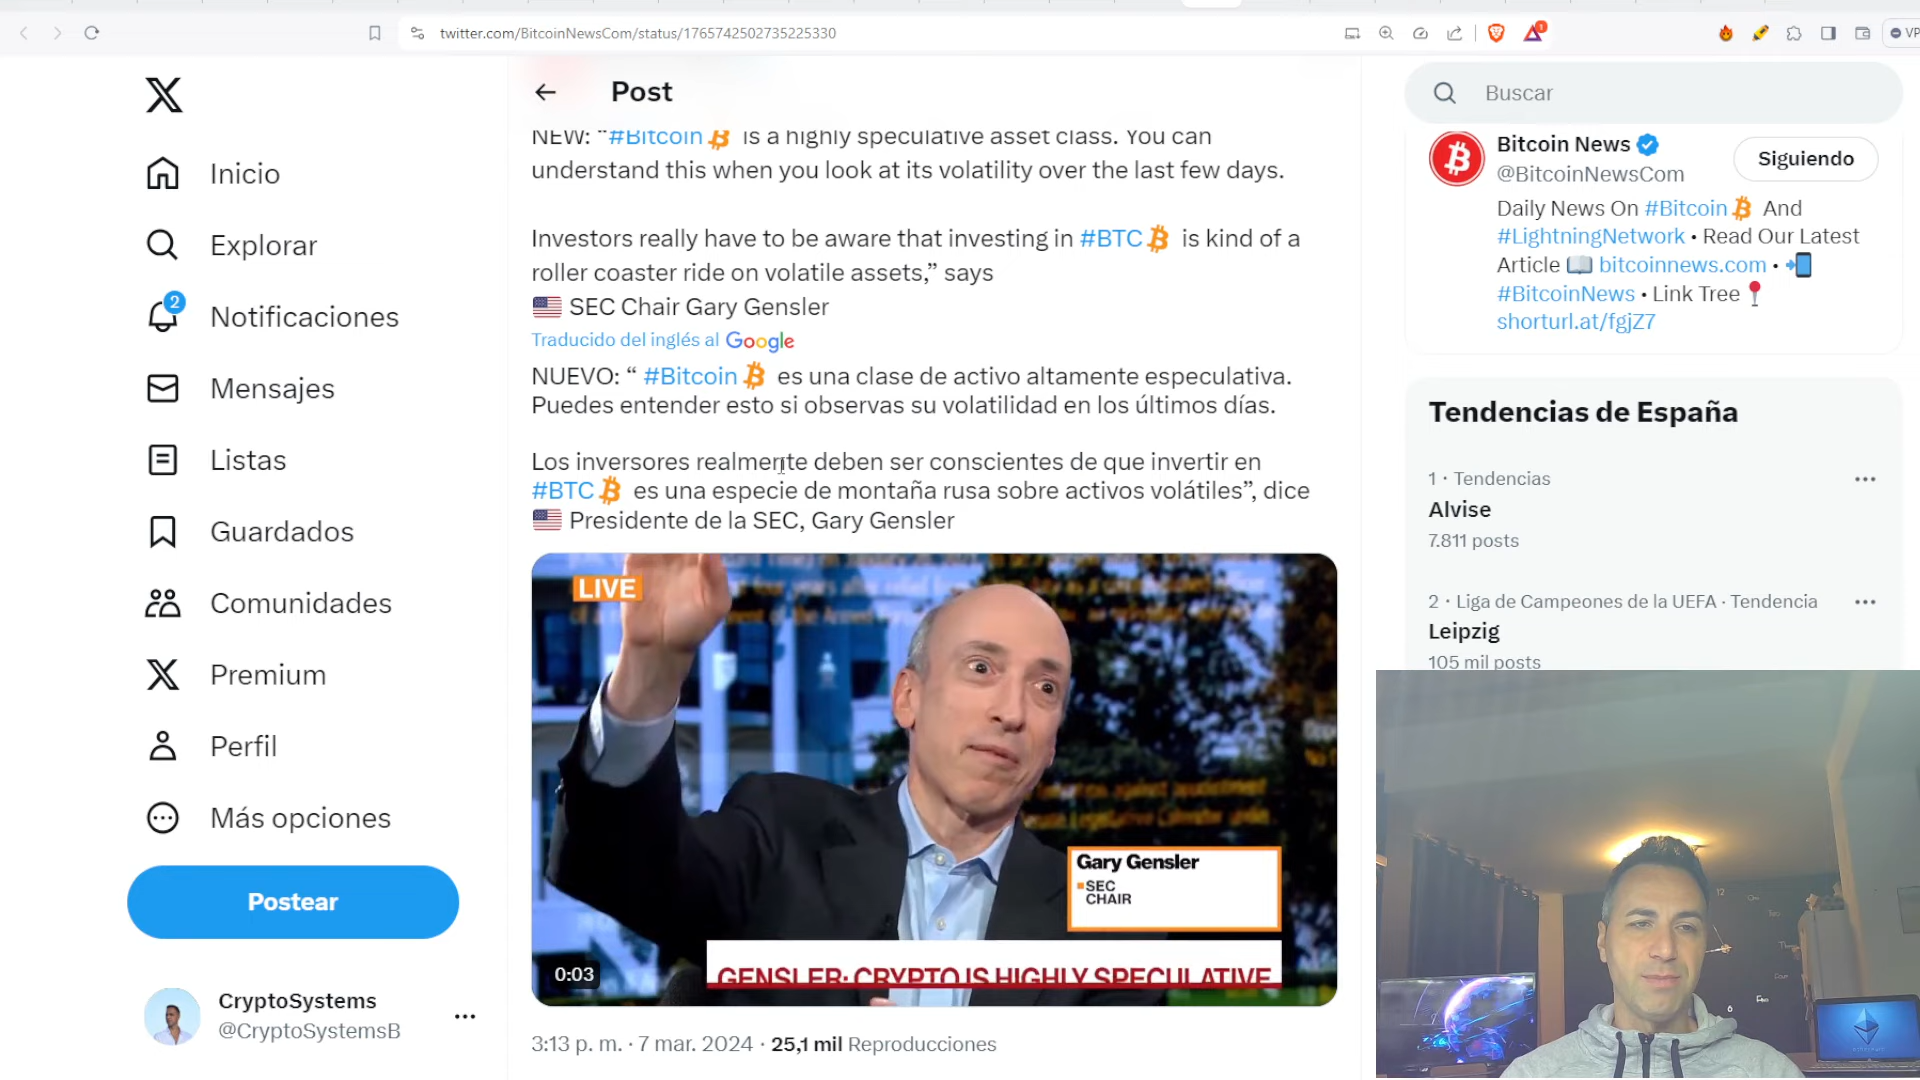 twitter.com/BitcoinNewsCom/status/1765742502735225330
1
VP
Inicio
Explorar
2
Notificaciones
Mensajes
Listas
Guardados
Comunidades
Premium
Perfil
Más opciones
Postear
CryptoSystems
@CryptoSystemsB
Post
NEW: “#Bitcoin is a highly speculative asset class. You can
understand this when you look at its volatility over the last few days.
Investors really have to be aware that investing in #BTC is kind of a
roller coaster ride on volatile assets,” says
SEC Chair Gary Gensler
Traducido del inglés al Google
NUEVO: “ #Bitcoin es una clase de activo altamente especulativa.
Puedes entender esto si observas su volatilidad en los últimos días.
Los inversores realmente deben ser conscientes de que invertir en
#BTC es una especie de montaña rusa sobre activos volátiles”, dice
Presidente de la SEC, Gary Gensler
LIVE
Gary Gensler
SEC
CHAIR
GENSLER: CRYPTO IS HIGHLY SPECULATIVE
0:03
3:13 p. m. · 7 mar. 2024 · 25,1 mil Reproducciones
Buscar
Bitcoin News
@BitcoinNewsCom
Siguiendo
Daily News On #Bitcoin And
#LightningNetwork • Read Our Latest
Article bitcoinnews.com •
#BitcoinNews • Link Tree
shorturl.at/fgjZ7
Tendencias de España
1 · Tendencias
Alvise
7.811 posts
2 · Liga de Campeones de la UEFA · Tendencia
Leipzig
105 mil posts